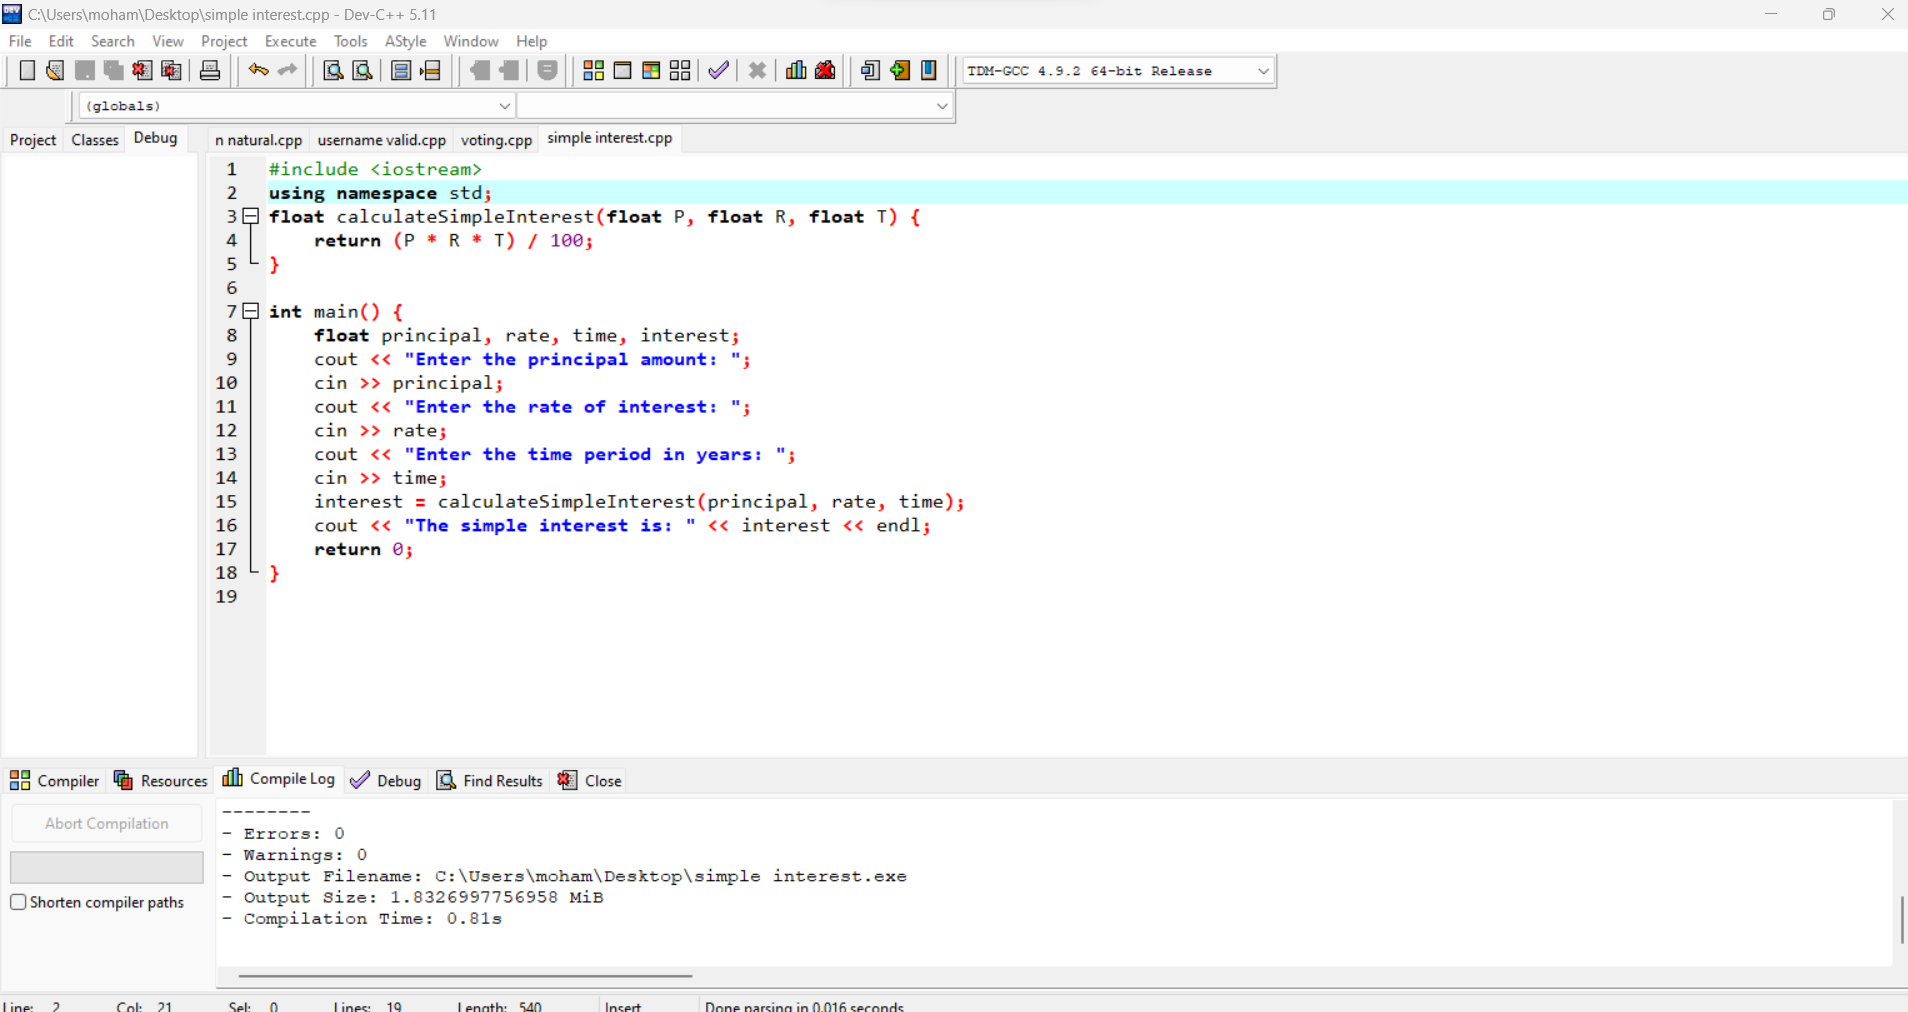 C:\Users\moham\Desktop\simple interest.cpp - Dev-C++ 5.11
File Edit Search View Project Execute Tools AStyle Window Help
TDM-GCC 4.9.2 64-bit Release
(globals)
Project Classes Debug n natural.cpp username valid.cpp voting.cpp simple interest.cpp
1 #include <iostream>
2 using namespace std;
3 float calculateSimpleInterest(float P, float R, float T) {
4     return (P * R * T) / 100;
5 }
6
7 int main() {
8     float principal, rate, time, interest;
9     cout << "Enter the principal amount: ";
10     cin >> principal;
11     cout << "Enter the rate of interest: ";
12     cin >> rate;
13     cout << "Enter the time period in years: ";
14     cin >> time;
15     interest = calculateSimpleInterest(principal, rate, time);
16     cout << "The simple interest is: " << interest << endl;
17     return 0;
18 }
19
Compiler Resources Compile Log Debug Find Results Close
Abort Compilation
Shorten compiler paths
--------
- Errors: 0
- Warnings: 0
- Output Filename: C:\Users\moham\Desktop\simple interest.exe
- Output Size: 1.8326997756958 MiB
- Compilation Time: 0.81s
Line: 2 Col: 21 Sel: 0 Lines: 19 Length: 540 Insert Done parsing in 0.016 seconds